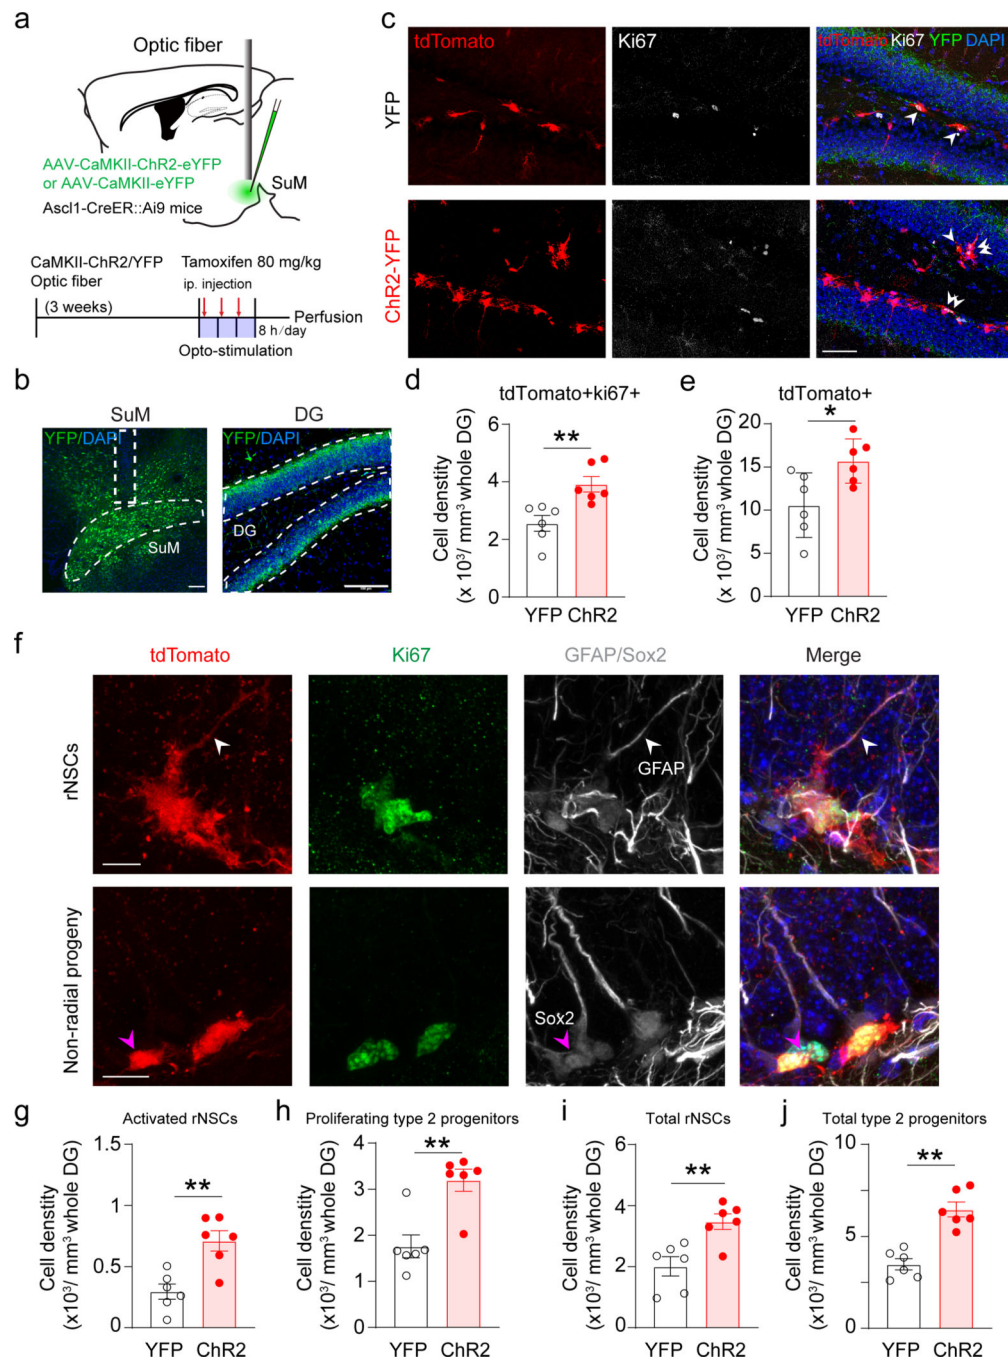 a
Optic fiber
AAV-CaMKII-ChR2-eYFP
or AAV-CaMKII-eYFP
SuM
Ascl1-CreER::Ai9 mice
CaMKII-ChR2/YFP
Optic fiber
(3 weeks)
Tamoxifen 80 mg/kg
ip. injection
Perfusion
8 h/day
Opto-stimulation
b
SuM
DG
YFP/DAPI
SuM
YFP/DAPI
DG
c
tdTomato
Ki67
tdTomato Ki67 YFP DAPI
YFP
ChR2-YFP
d
tdTomato+ki67+
Cell denstity
(x 10³/ mm³ whole DG)
6
4
2
0
**
YFP ChR2
e
tdTomato+
Cell denstity
(x 10³/ mm³ whole DG)
20
15
10
5
0
*
YFP ChR2
f
tdTomato
Ki67
GFAP/Sox2
Merge
rNSCs
GFAP
Non-radial progeny
Sox2
g
Activated rNSCs
Cell denstity
(x10³/ mm³ whole DG)
1.5
1
0.5
0
**
YFP ChR2
h
Proliferating type 2 progenitors
Cell denstity
(x10³/ mm³ whole DG)
4
3
2
1
0
**
YFP ChR2
i
Total rNSCs
Cell denstity
(x10³/ mm³ whole DG)
6
4
2
0
**
YFP ChR2
j
Total type 2 progenitors
Cell denstity
(x10³/ mm³ whole DG)
10
5
0
**
YFP ChR2